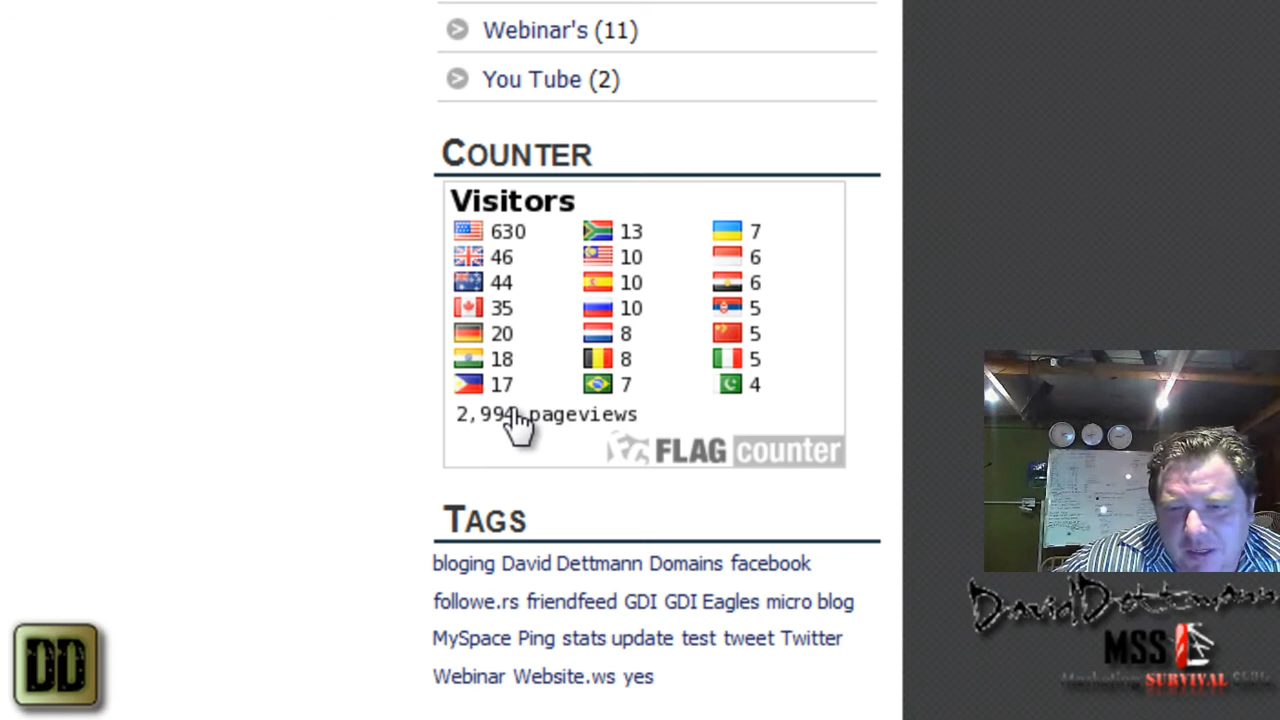 Webinar's (11)
You Tube (2)
COUNTER
Visitors
630 13 7
46 10 6
44 10 6
35 10 5
20 8 5
18 8 5
17 7 4
pageviews
FLAG counter
TAGS
bloging David Dettmann Domains facebook
followe.rs friendfeed GDI GDI Eagles micro blog
MySpace Ping stats update test tweet Twitter
Webinar Website.ws yes
DavidDettmann
MSS
Marketing SURVIVAL Skills
DD